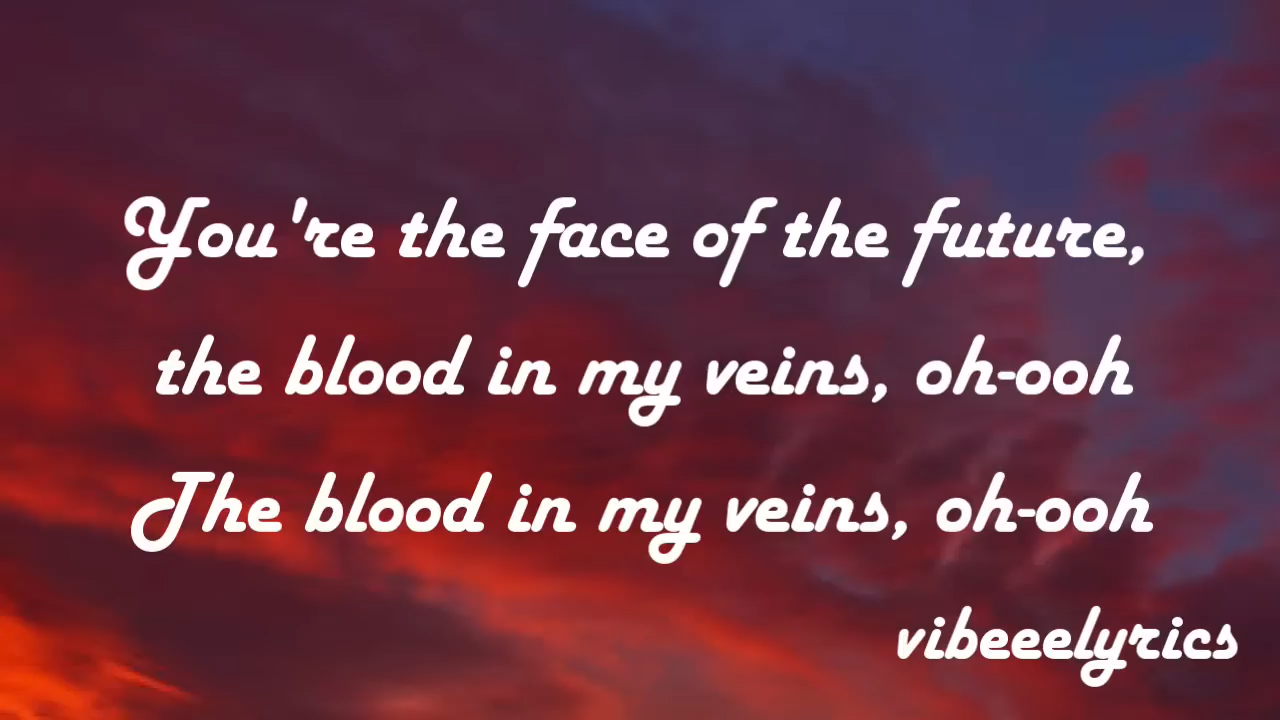 You're the face of the future,
the blood in my veins, oh-ooh
The blood in my veins, oh-ooh
vibeeelyrics